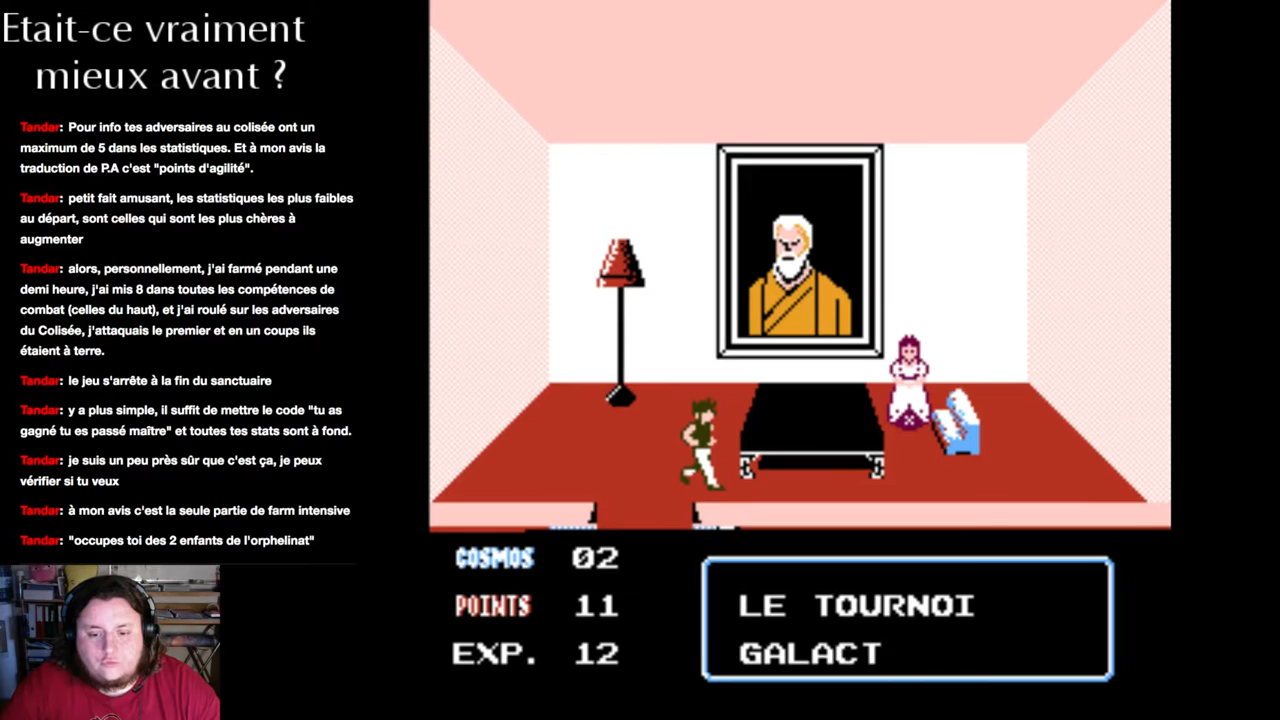 Etait-ce vraiment
mieux avant ?
Tandar: Pour info tes adversaires au colisée ont un
maximum de 5 dans les statistiques. Et à mon avis la
traduction de P.A c'est "points d'agilité".
Tandar: petit fait amusant, les statistiques les plus faibles
au départ, sont celles qui sont les plus chères à
augmenter
Tandar: alors, personnellement, j'ai farmé pendant une
demi heure, j'ai mis 8 dans toutes les compétences de
combat (celles du haut), et j'ai roulé sur les adversaires
du Colisée, j'attaquais le premier et en un coups ils
étaient à terre.
Tandar: le jeu s'arrête à la fin du sanctuaire
Tandar: y a plus simple, il suffit de mettre le code "tu as
gagné tu es passé maître" et toutes tes stats sont à fond.
Tandar: je suis un peu près sûr que c'est ça, je peux
vérifier si tu veux
Tandar: à mon avis c'est la seule partie de farm intensive
Tandar: "occupes toi des 2 enfants de l'orphelinat"
COSMOS 02
POINTS 11
EXP. 12
LE TOURNOI
GALACT